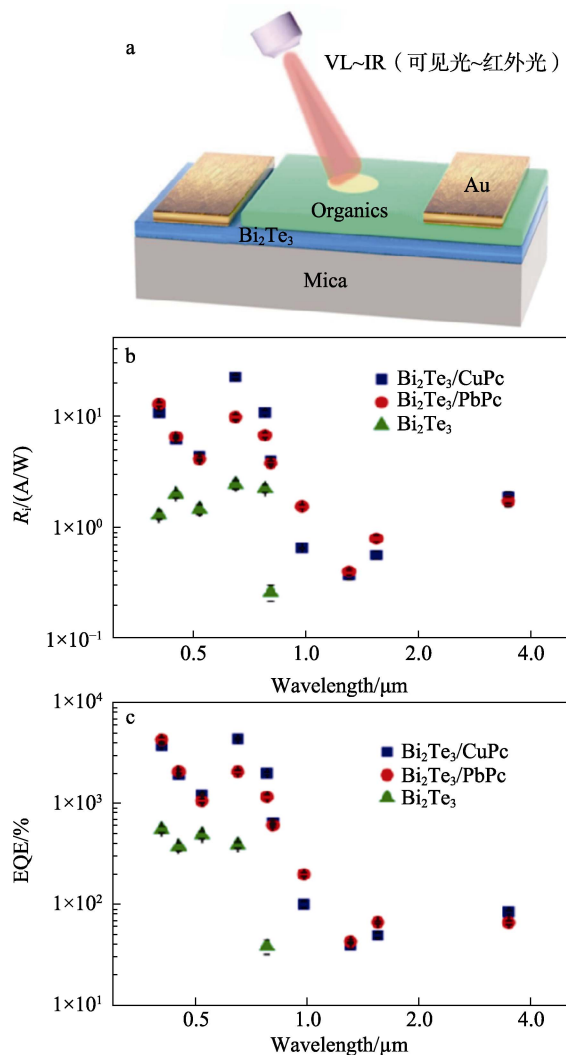 a
VL~IR（可见光~红外光）
Au
Organics
Bi₂Te₃
Mica
b
Bi₂Te₃/CuPc
Bi₂Te₃/PbPc
Bi₂Te₃
1×10¹
1×10⁰
1×10⁻¹
Rᵢ/(A/W)
0.5 1.0 2.0 4.0
Wavelength/μm
c
Bi₂Te₃/CuPc
Bi₂Te₃/PbPc
Bi₂Te₃
1×10⁴
1×10³
1×10²
1×10¹
EQE/%
0.5 1.0 2.0 4.0
Wavelength/μm